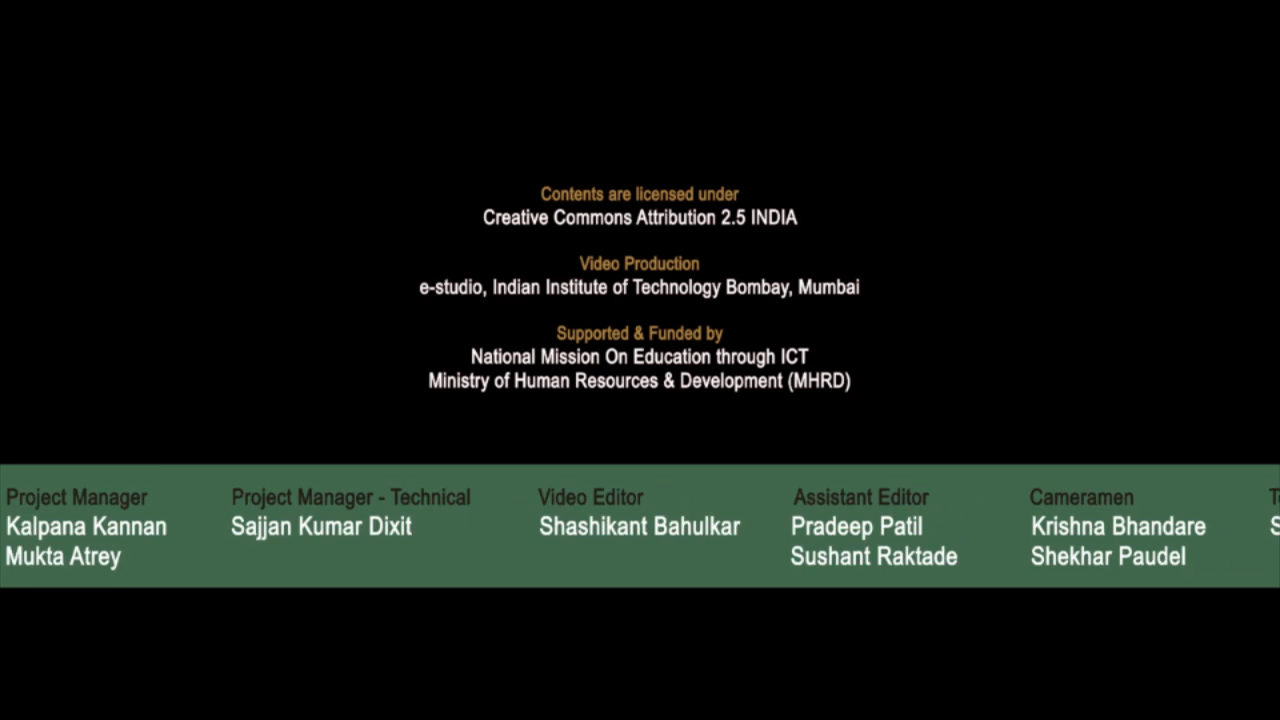 Contents are licensed under
Creative Commons Attribution 2.5 INDIA
Video Production
e-studio, Indian Institute of Technology Bombay, Mumbai
Supported & Funded by
National Mission On Education through ICT
Ministry of Human Resources & Development (MHRD)
Project Manager
Kalpana Kannan
Mukta Atrey
Project Manager - Technical
Sajjan Kumar Dixit
Video Editor
Shashikant Bahulkar
Assistant Editor
Pradeep Patil
Sushant Raktade
Cameramen
Krishna Bhandare
Shekhar Paudel